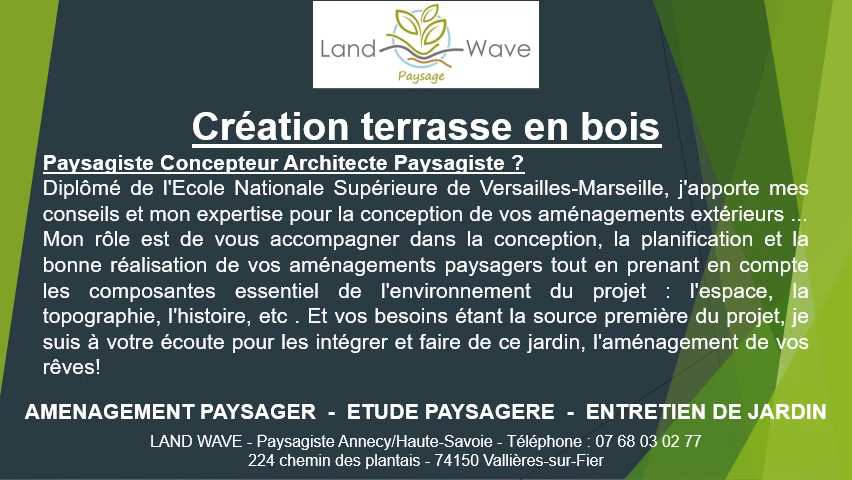 Land Wave
Paysage
Création terrasse en bois
Paysagiste Concepteur Architecte Paysagiste ?
Diplômé de l'Ecole Nationale Supérieure de Versailles-Marseille, j'apporte mes
conseils et mon expertise pour la conception de vos aménagements extérieurs ...
Mon rôle est de vous accompagner dans la conception, la planification et la
bonne réalisation de vos aménagements paysagers tout en prenant en compte
les composantes essentiel de l'environnement du projet : l'espace, la
topographie, l'histoire, etc . Et vos besoins étant la source première du projet, je
suis à votre écoute pour les intégrer et faire de ce jardin, l'aménagement de vos
rêves!
AMENAGEMENT PAYSAGER - ETUDE PAYSAGERE - ENTRETIEN DE JARDIN
LAND WAVE - Paysagiste Annecy/Haute-Savoie - Téléphone : 07 68 03 02 77
224 chemin des plantais - 74150 Vallières-sur-Fier